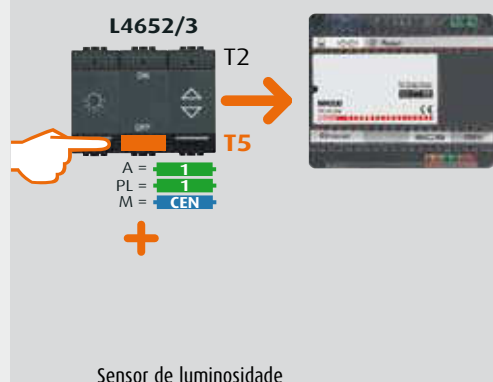 L4652/3
T2
ON
OFF
T5
A = 1
PL = 1
M = CEN
+
Sensor de luminosidade